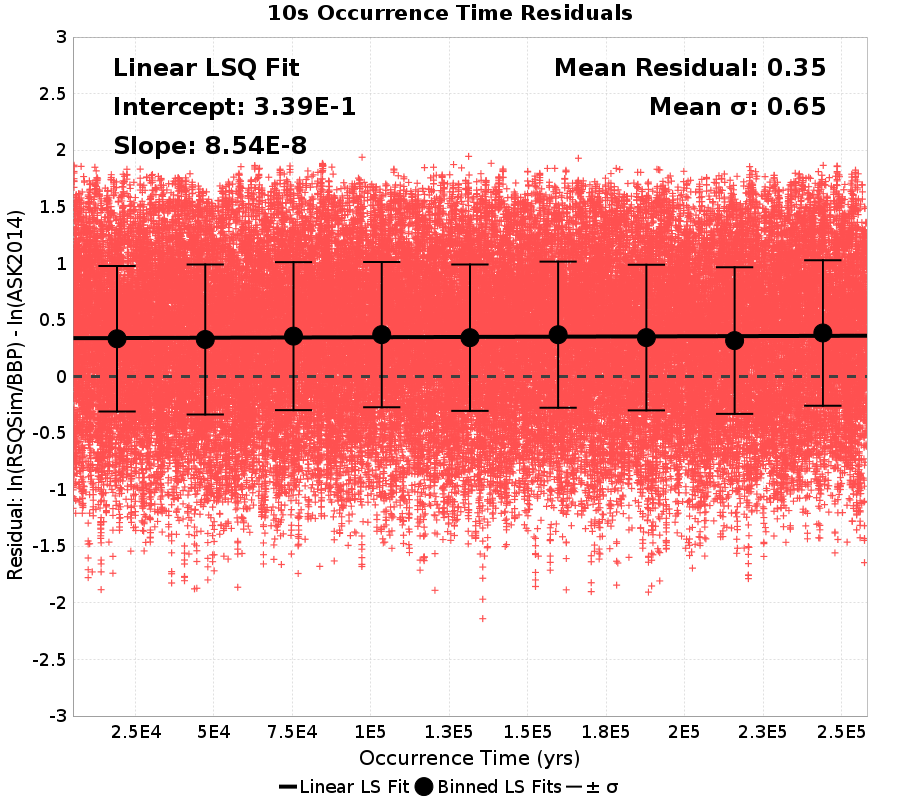 10s Occurrence Time Residuals
Linear LSQ Fit
Intercept: 3.39E-1
Slope: 8.54E-8
Mean Residual: 0.35
Mean σ: 0.65
Residual: ln(RSQSim/BBP) - ln(ASK2014)
3
2.5
2
1.5
1
0.5
0
-0.5
-1
-1.5
-2
-2.5
-3
2.5E4 5E4 7.5E4 1E5 1.3E5 1.5E5 1.8E5 2E5 2.3E5 2.5E5
Occurrence Time (yrs)
Linear LS Fit Binned LS Fits ± σ